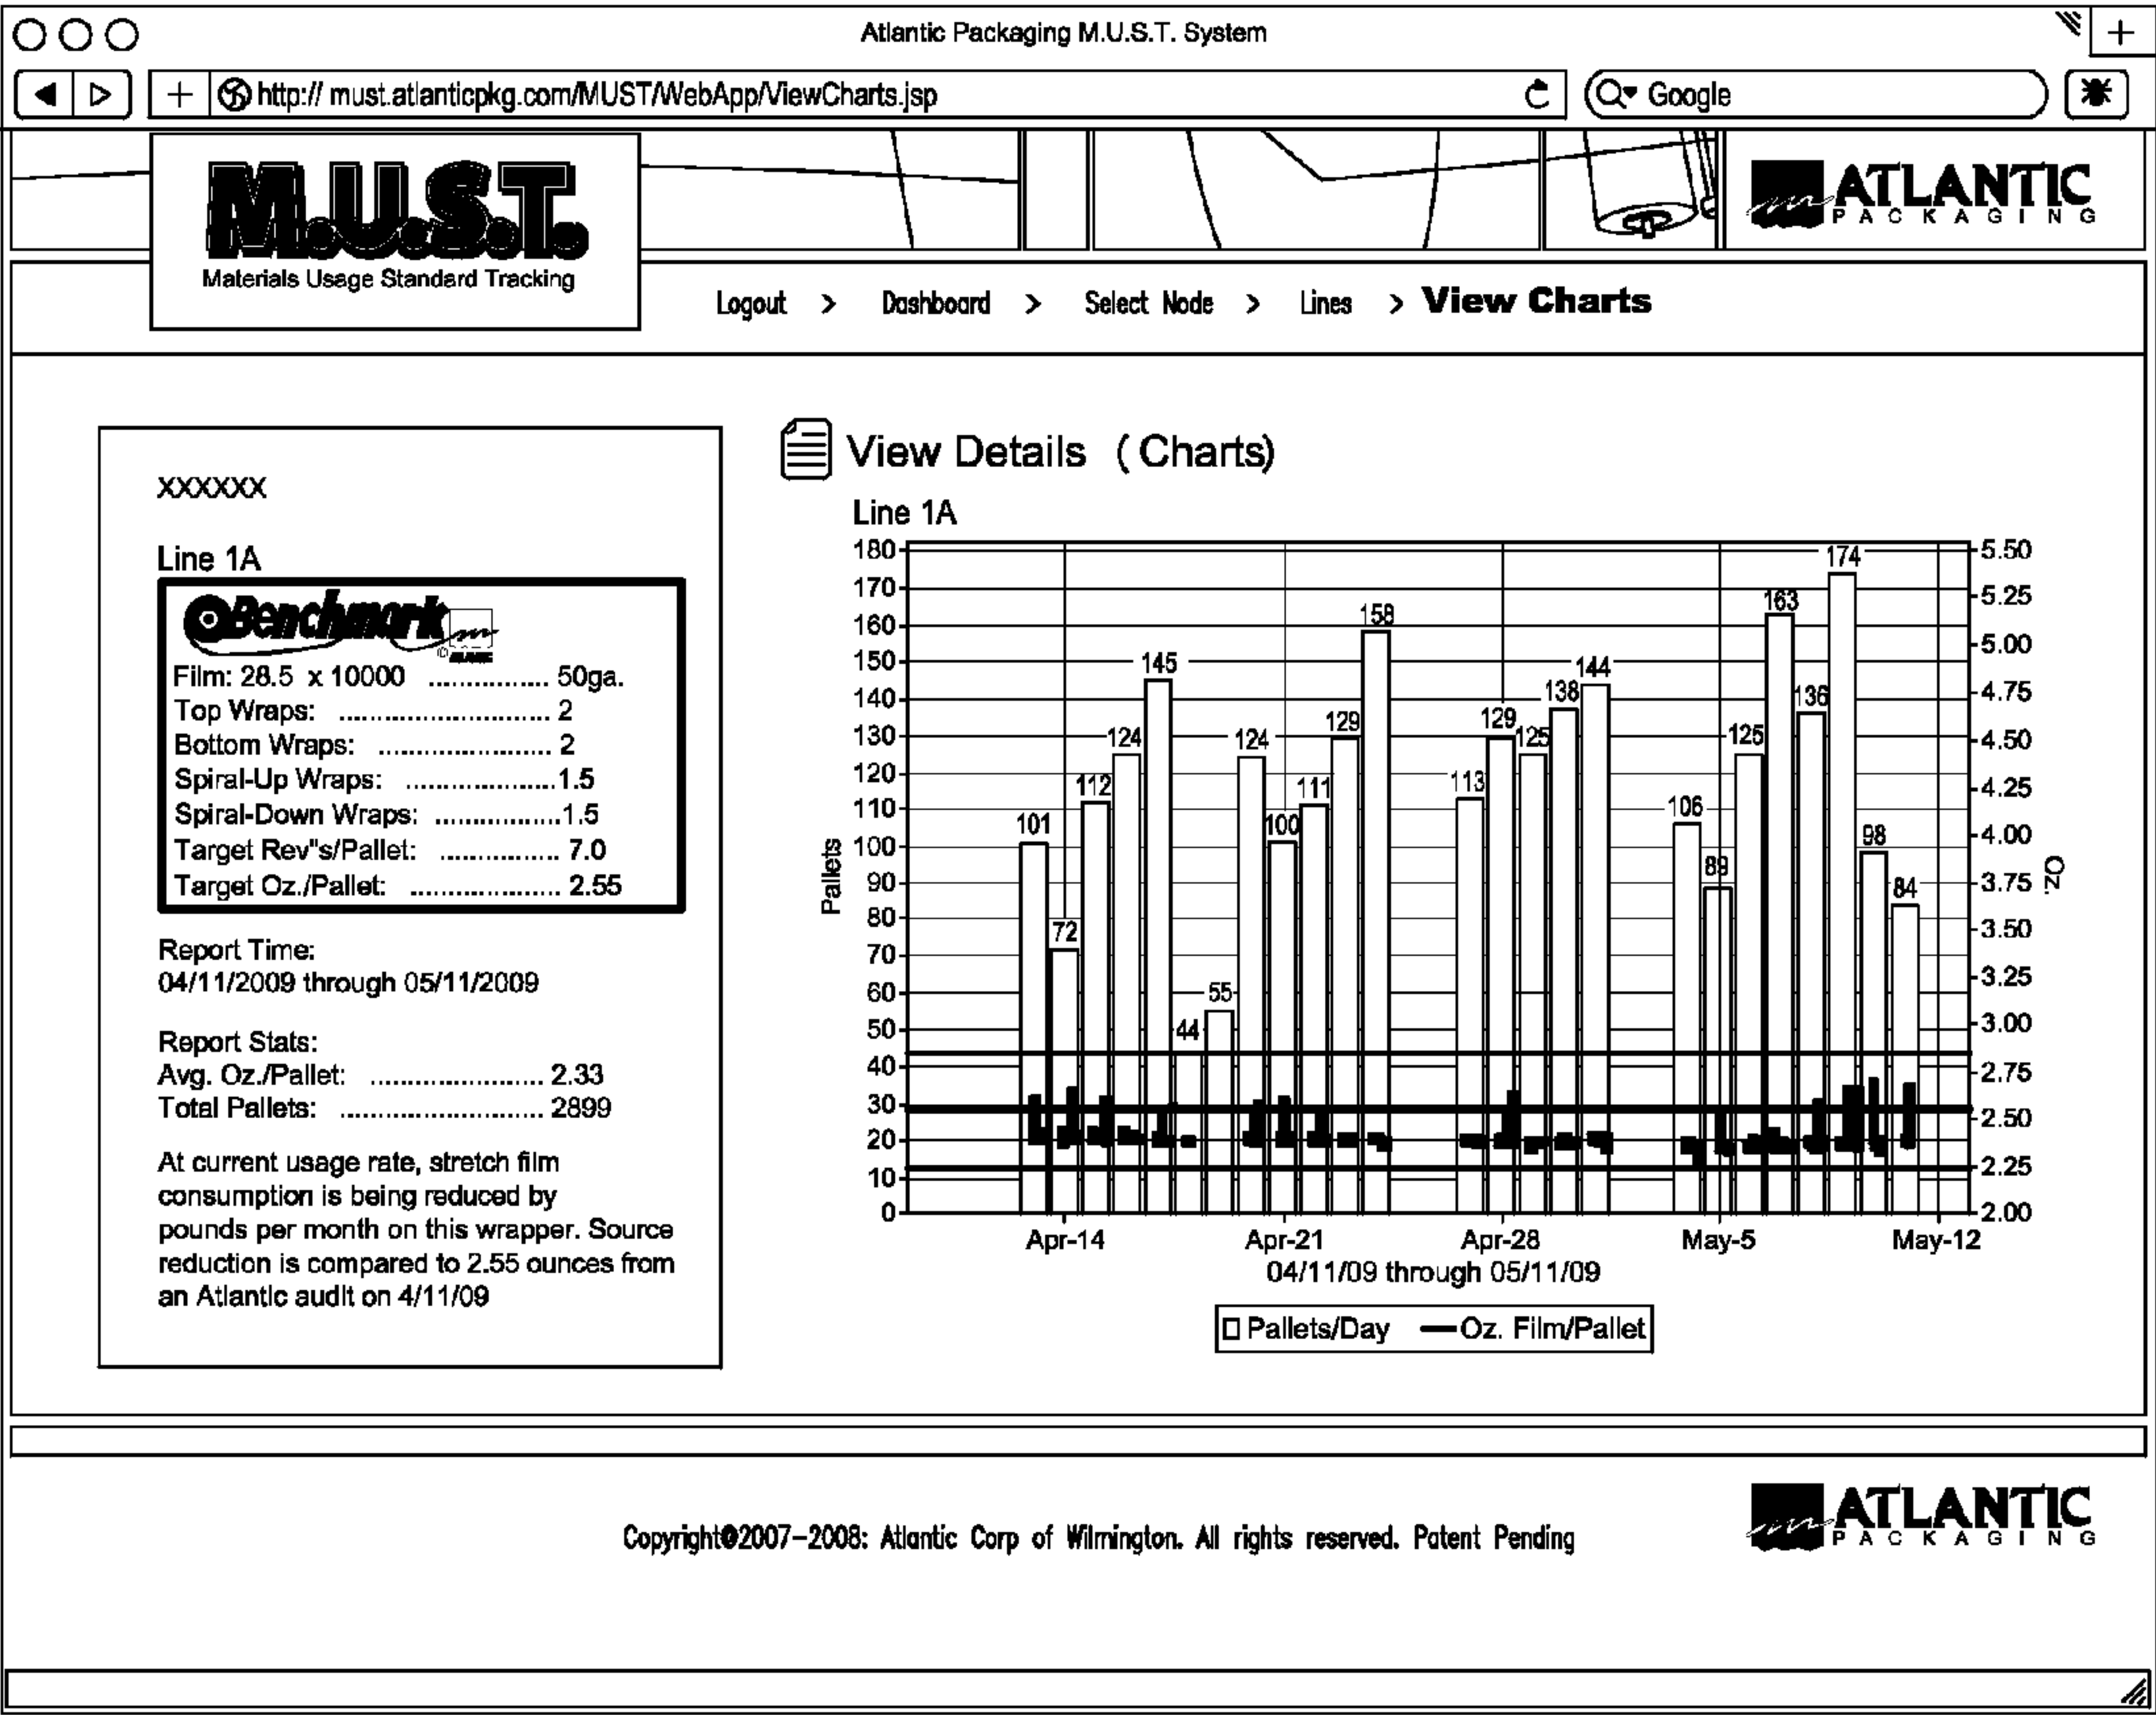 Atlantic Packaging M.U.S.T. System
http:// must.atlanticpkg.com/MUST/WebApp/ViewCharts.jsp
Google
M.U.S.T.
Materials Usage Standard Tracking
ATLANTIC
PACKAGING
Logout > Dashboard > Select Node > Lines > View Charts
XXXXXX
Line 1A
Benchmark
Film: 28.5 x 10000 ................ 50ga.
Top Wraps: ............................ 2
Bottom Wraps: ....................... 2
Spiral-Up Wraps: ....................1.5
Spiral-Down Wraps: .................1.5
Target Rev"s/Pallet: ................ 7.0
Target Oz./Pallet: .................... 2.55
Report Time:
04/11/2009 through 05/11/2009
Report Stats:
Avg. Oz./Pallet: ....................... 2.33
Total Pallets: ........................... 2899
At current usage rate, stretch film
consumption is being reduced by
pounds per month on this wrapper. Source
reduction is compared to 2.55 ounces from
an Atlantic audit on 4/11/09
View Details (Charts)
Line 1A
Pallets
180
170
160
150
140
130
120
110
100
90
80
70
60
50
40
30
20
10
0
101
72
112
124
145
44
55
124
100
111
129
158
113
129
125
138
144
106
89
125
163
136
174
98
84
5.50
5.25
5.00
4.75
4.50
4.25
4.00
3.75
3.50
3.25
3.00
2.75
2.50
2.25
2.00
Oz.
Apr-14 Apr-21 Apr-28 May-5 May-12
04/11/09 through 05/11/09
Pallets/Day Oz. Film/Pallet
Copyright©2007-2008: Atlantic Corp of Wilmington. All rights reserved. Patent Pending
ATLANTIC
PACKAGING